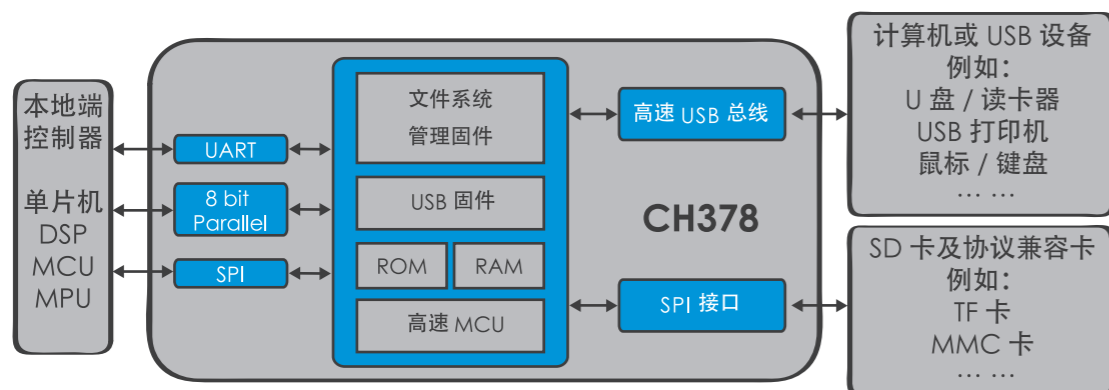 本地端
控制器
单片机
DSP
MCU
MPU
UART
8 bit
Parallel
SPI
文件系统
管理固件
USB 固件
ROM
RAM
高速 MCU
高速 USB 总线
CH378
SPI 接口
计算机或 USB 设备
例如：
U 盘 / 读卡器
USB 打印机
鼠标 / 键盘
… …
SD 卡及协议兼容卡
例如：
TF 卡
MMC 卡
… …